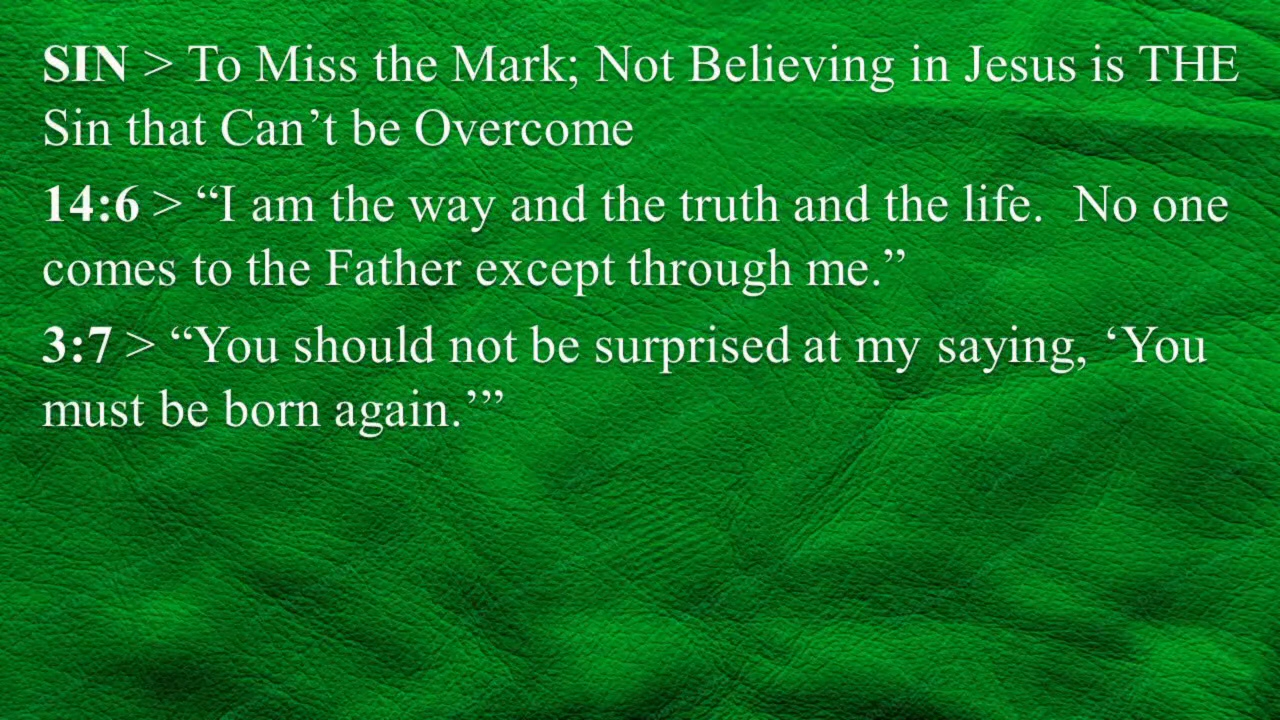 SIN > To Miss the Mark; Not Believing in Jesus is THE
Sin that Can’t be Overcome
14:6 > “I am the way and the truth and the life.  No one
comes to the Father except through me.”
3:7 > “You should not be surprised at my saying, ‘You
must be born again.’”